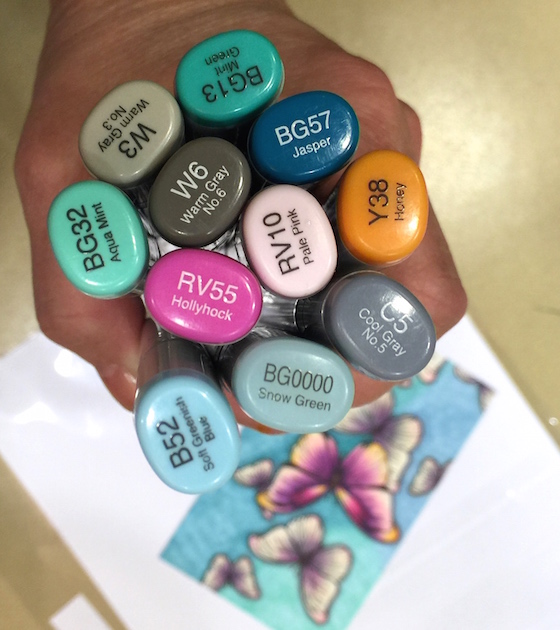 BG13
Mint
Green
W3
Warm Gray
No.3
BG57
Jasper
W6
Warm Gray
No.6
Y38
Honey
BG32
Aqua Mint
RV10
Pale Pink
RV55
Hollyhock
C5
Cool Gray
No.5
BG0000
Snow Green
B52
Soft Greenish
Blue